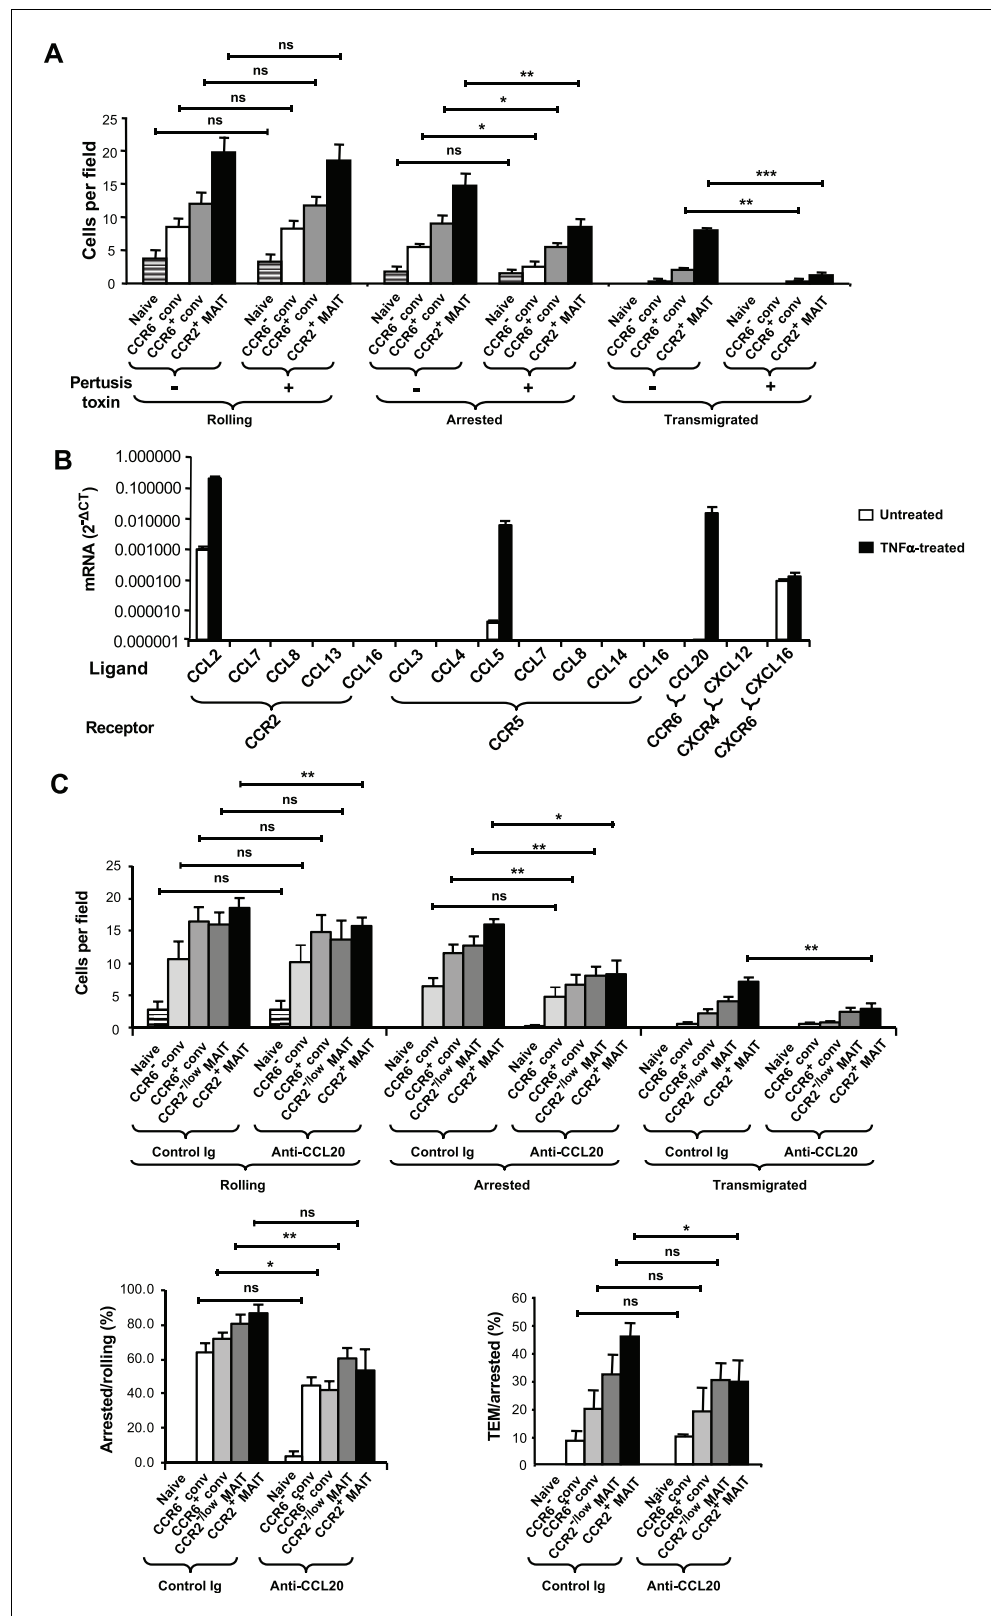 A
ns
ns
ns
ns
**
*
*
ns
***
**
Cells per field
25
20
15
10
5
0
Naive CCR6⁻ conv CCR6⁺ conv CCR2⁺ MAIT Naive CCR6⁻ conv CCR6⁺ conv CCR2⁺ MAIT Naive CCR6⁻ conv CCR6⁺ conv CCR2⁺ MAIT Naive CCR6⁻ conv CCR6⁺ conv CCR2⁺ MAIT Naive CCR6⁻ conv CCR6⁺ conv CCR2⁺ MAIT Naive CCR6⁻ conv CCR6⁺ conv CCR2⁺ MAIT
Pertusis toxin - + - + - +
Rolling Arrested Transmigrated
B
mRNA (2^-ΔCT)
1.000000
0.100000
0.010000
0.001000
0.000100
0.000010
0.000001
Untreated
TNFα-treated
Ligand CCL2 CCL7 CCL8 CCL13 CCL16 CCL3 CCL4 CCL5 CCL7 CCL8 CCL14 CCL16 CCL20 CXCL12 CXCL16
Receptor CCR2 CCR5 CCR6 CXCR4 CXCR6
C
**
ns
ns
ns
ns
*
**
**
ns
**
Cells per field
25
20
15
10
5
0
Naive CCR6⁻ conv CCR6⁺ conv CCR2⁻/low MAIT CCR2⁺ MAIT Naive CCR6⁻ conv CCR6⁺ conv CCR2⁻/low MAIT CCR2⁺ MAIT Naive CCR6⁻ conv CCR6⁺ conv CCR2⁻/low MAIT CCR2⁺ MAIT Naive CCR6⁻ conv CCR6⁺ conv CCR2⁻/low MAIT CCR2⁺ MAIT Naive CCR6⁻ conv CCR6⁺ conv CCR2⁻/low MAIT CCR2⁺ MAIT Naive CCR6⁻ conv CCR6⁺ conv CCR2⁻/low MAIT CCR2⁺ MAIT
Control Ig Anti-CCL20 Control Ig Anti-CCL20 Control Ig Anti-CCL20
Rolling Arrested Transmigrated
ns
**
*
ns
Arrested/rolling (%)
100.0
80.0
60.0
40.0
20.0
0.0
Naive CCR6⁻ conv CCR6⁺ conv CCR2⁻/low MAIT CCR2⁺ MAIT Naive CCR6⁻ conv CCR6⁺ conv CCR2⁻/low MAIT CCR2⁺ MAIT
Control Ig Anti-CCL20
*
ns
ns
ns
TEM/arrested (%)
60
50
40
30
20
10
0
Naive CCR6⁻ conv CCR6⁺ conv CCR2⁻/low MAIT CCR2⁺ MAIT Naive CCR6⁻ conv CCR6⁺ conv CCR2⁻/low MAIT CCR2⁺ MAIT
Control Ig Anti-CCL20